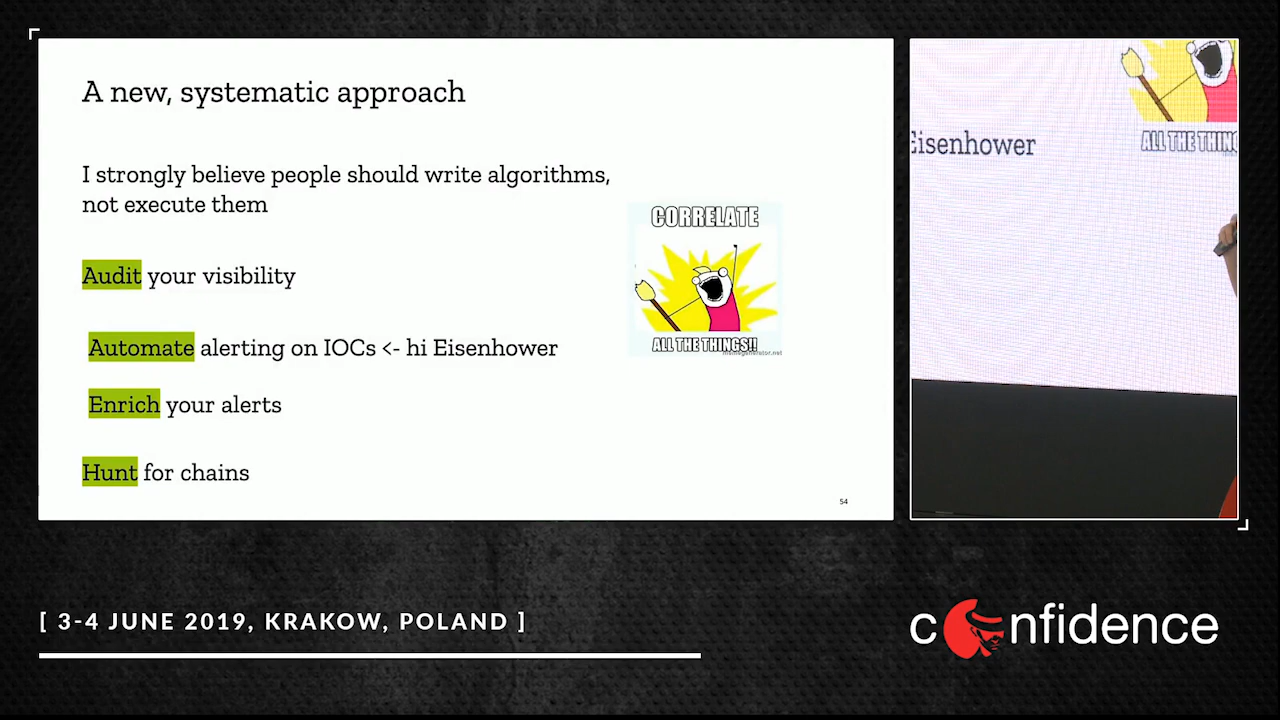 A new, systematic approach
I strongly believe people should write algorithms,
not execute them
Audit your visibility
Automate alerting on IOCs <- hi Eisenhower
Enrich your alerts
Hunt for chains
CORRELATE
ALL THE THINGS!!
memegenerator.net
54
Eisenhower
ALL THE THING
[ 3-4 JUNE 2019, KRAKOW, POLAND ]
confidence